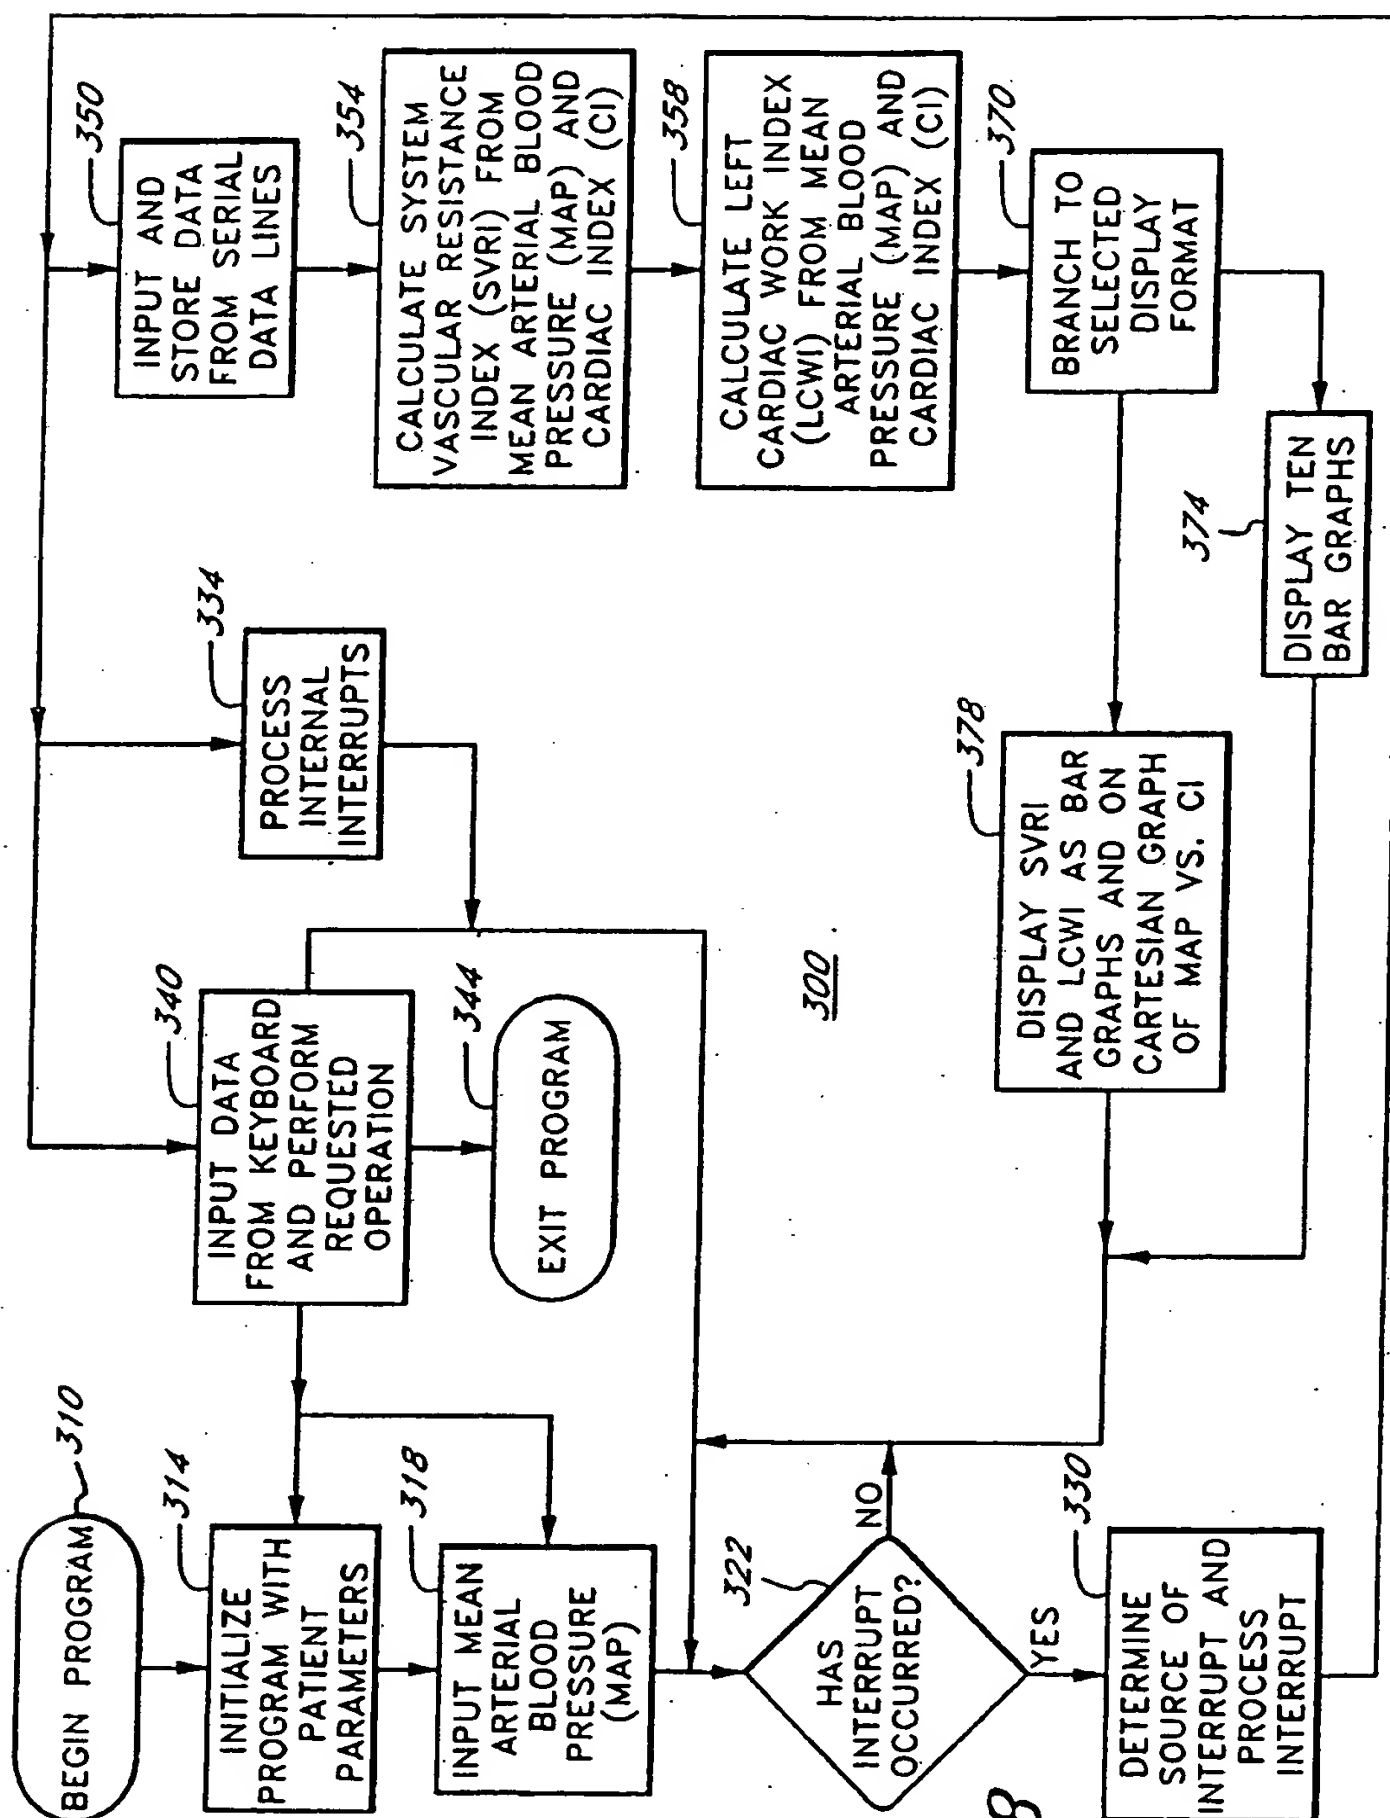 BEGIN PROGRAM
310
INITIALIZE
PROGRAM WITH
PATIENT
PARAMETERS
314
INPUT MEAN
ARTERIAL
BLOOD
PRESSURE
(MAP)
318
HAS
INTERRUPT
OCCURRED?
322
NO
YES
DETERMINE
SOURCE OF
INTERRUPT AND
PROCESS
INTERRUPT
330
INPUT DATA
FROM KEYBOARD
AND PERFORM
REQUESTED
OPERATION
340
EXIT PROGRAM
344
PROCESS
INTERNAL
INTERRUPTS
334
300
INPUT AND
STORE DATA
FROM SERIAL
DATA LINES
350
CALCULATE SYSTEM
VASCULAR RESISTANCE
INDEX (SVRI) FROM
MEAN ARTERIAL BLOOD
PRESSURE (MAP) AND
CARDIAC INDEX (CI)
354
CALCULATE LEFT
CARDIAC WORK INDEX
(LCWI) FROM MEAN
ARTERIAL BLOOD
PRESSURE (MAP) AND
CARDIAC INDEX (CI)
358
BRANCH TO
SELECTED
DISPLAY
FORMAT
370
DISPLAY SVRI
AND LCWI AS BAR
GRAPHS AND ON
CARTESIAN GRAPH
OF MAP VS. CI
378
DISPLAY TEN
BAR GRAPHS
374